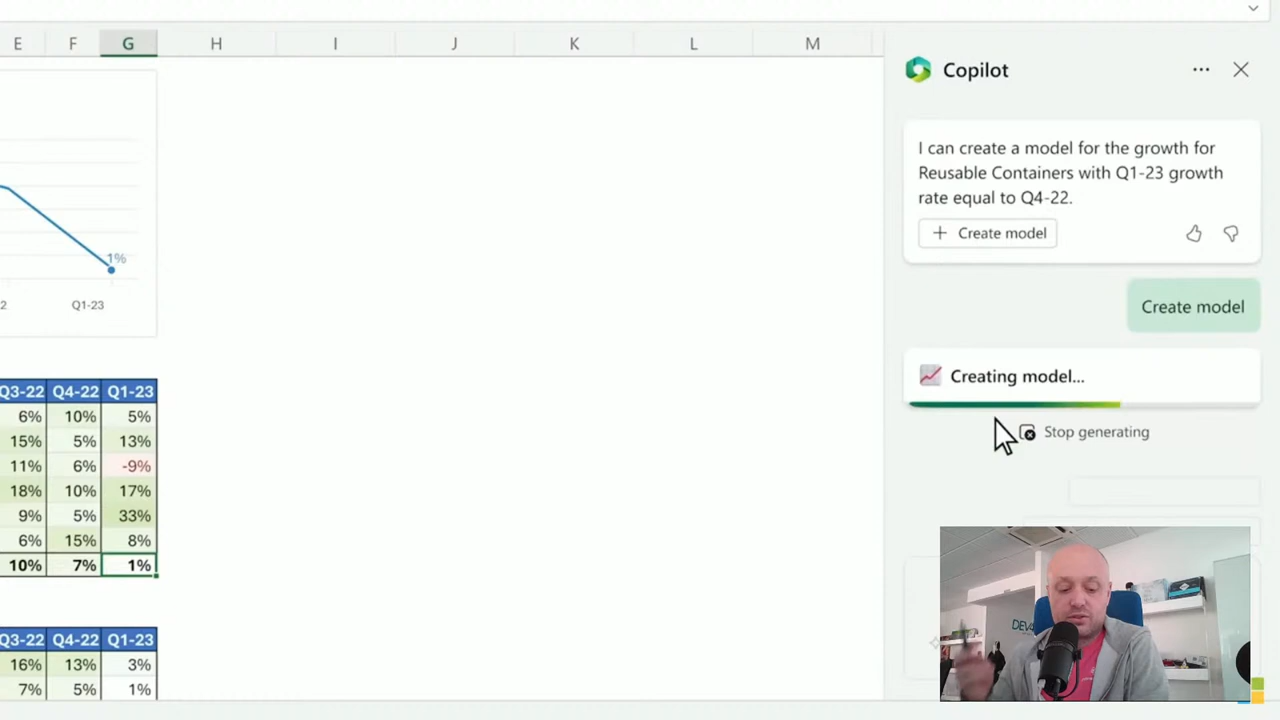 E F G H I J K L M
Copilot
I can create a model for the growth for
Reusable Containers with Q1-23 growth
rate equal to Q4-22.
+ Create model
Create model
Creating model...
Stop generating
1%
Q1-23
Q3-22 Q4-22 Q1-23
6% 10% 5%
15% 5% 13%
11% 6% -9%
18% 10% 17%
9% 5% 33%
6% 15% 8%
10% 7% 1%
Q3-22 Q4-22 Q1-23
16% 13% 3%
7% 5% 1%